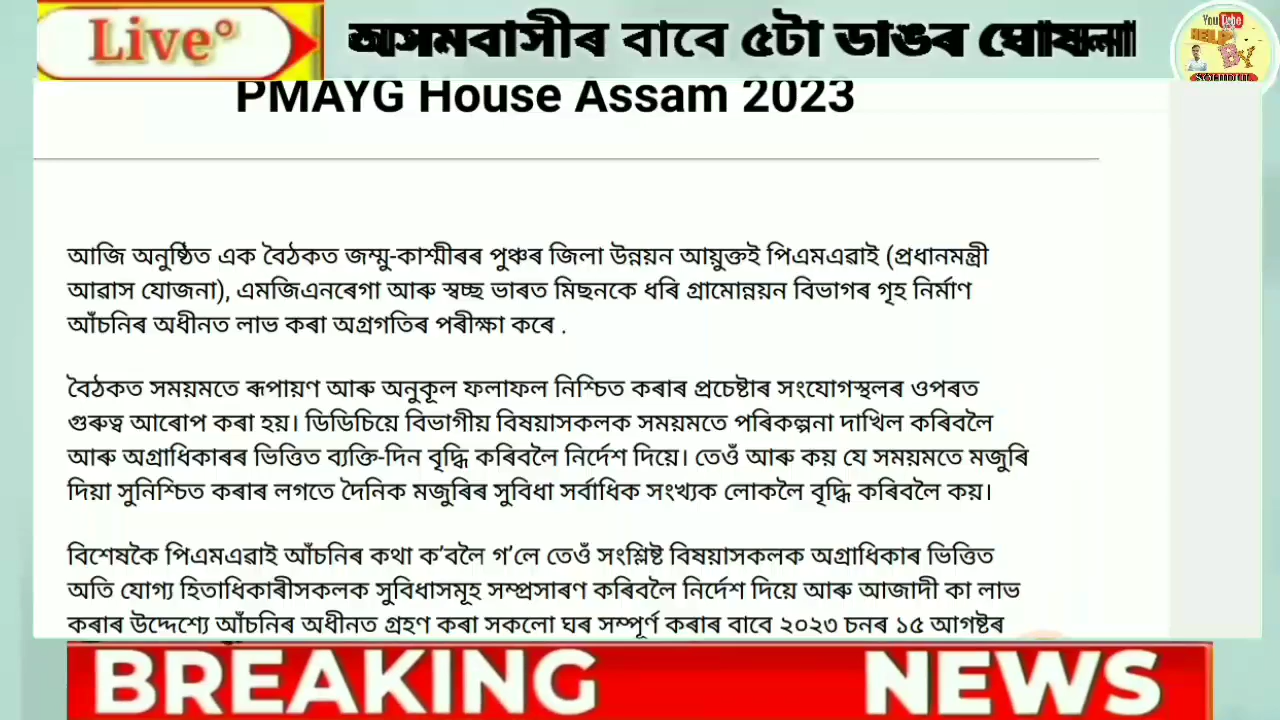 Live°
অসমবাসীৰ বাবে ৫টা ডাঙৰ ঘোষণা
You Tube
HELP
BY
PMAYG House Assam 2023
আজি অনুষ্ঠিত এক বৈঠকত জম্মু-কাশ্মীৰৰ পুঞ্চৰ জিলা উন্নয়ন আয়ুক্তই পিএমএৱাই (প্ৰধানমন্ত্ৰী
আৱাস যোজনা), এমজিএনৰেগা আৰু স্বচ্ছ ভাৰত মিছনকে ধৰি গ্ৰামোন্নয়ন বিভাগৰ গৃহ নিৰ্মাণ
আঁচনিৰ অধীনত লাভ কৰা অগ্ৰগতিৰ পৰীক্ষা কৰে .
বৈঠকত সময়মতে ৰূপায়ণ আৰু অনুকূল ফলাফল নিশ্চিত কৰাৰ প্ৰচেষ্টাৰ সংযোগস্থলৰ ওপৰত
গুৰুত্ব আৰোপ কৰা হয়। ডিডিচিয়ে বিভাগীয় বিষয়াসকলক সময়মতে পৰিকল্পনা দাখিল কৰিবলৈ
আৰু অগ্ৰাধিকাৰৰ ভিত্তিত ব্যক্তি-দিন বৃদ্ধি কৰিবলৈ নিৰ্দেশ দিয়ে। তেওঁ আৰু কয় যে সময়মতে মজুৰি
দিয়া সুনিশ্চিত কৰাৰ লগতে দৈনিক মজুৰিৰ সুবিধা সৰ্বাধিক সংখ্যক লোকলৈ বৃদ্ধি কৰিবলৈ কয়।
বিশেষকৈ পিএমএৱাই আঁচনিৰ কথা ক’বলৈ গ’লে তেওঁ সংশ্লিষ্ট বিষয়াসকলক অগ্ৰাধিকাৰ ভিত্তিত
অতি যোগ্য হিতাধিকাৰীসকলক সুবিধাসমূহ সম্প্ৰসাৰণ কৰিবলৈ নিৰ্দেশ দিয়ে আৰু আজাদী কা লাভ
কৰাৰ উদ্দেশ্যে আঁচনিৰ অধীনত গ্ৰহণ কৰা সকলো ঘৰ সম্পূৰ্ণ কৰাৰ বাবে ২০২৩ চনৰ ১৫ আগষ্টৰ
BREAKING NEWS